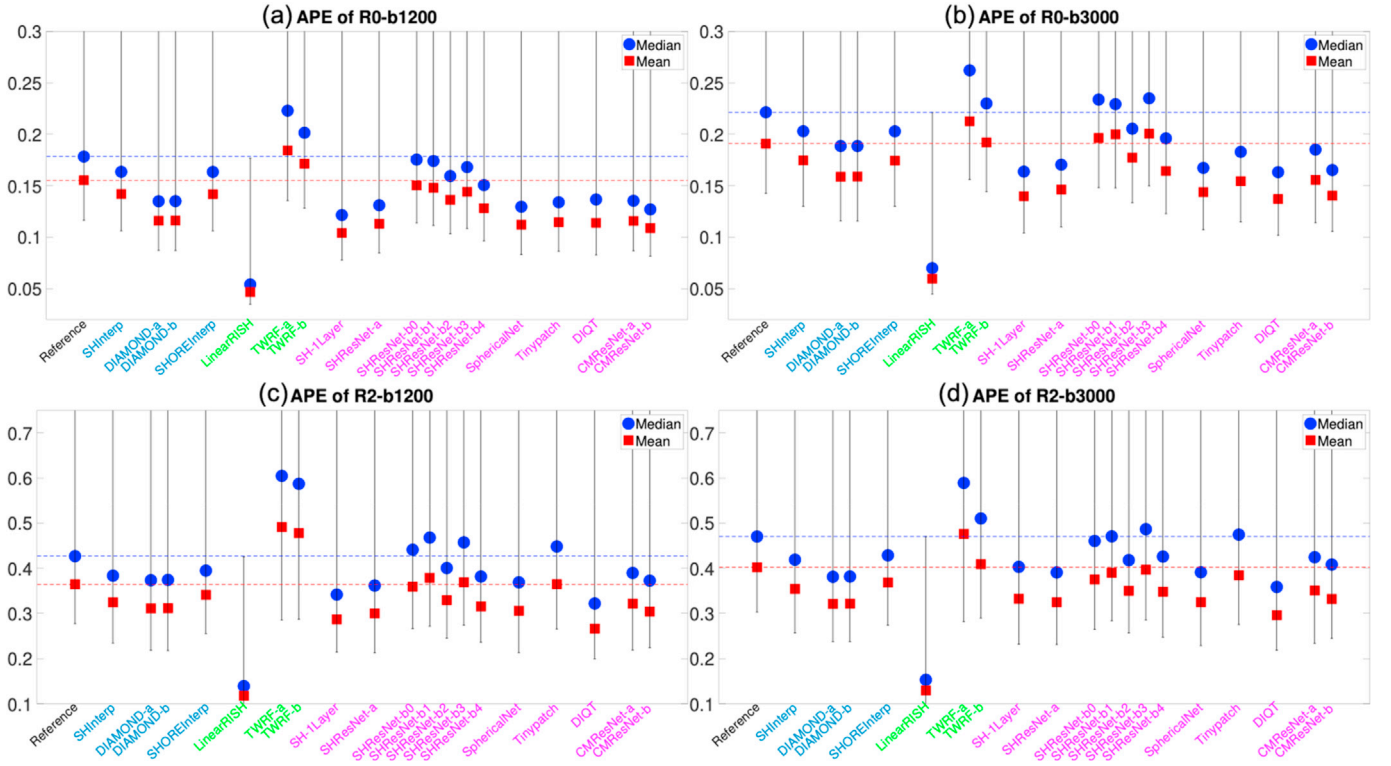 (a) APE of R0-b1200
0.3
0.25
0.2
0.15
0.1
0.05
Median
Mean
Reference
SHInterp
DIAMOND-a
DIAMOND-b
SHOREInterp
LinearRISH
TWRF-a
TWRF-b
SH-1Layer
SHResNet-a
SHResNet-b0
SHResNet-b1
SHResNet-b2
SHResNet-b3
SHResNet-b4
SphericalNet
Tinypatch
DIQT
CMResNet-a
CMResNet-b
(b) APE of R0-b3000
0.3
0.25
0.2
0.15
0.1
0.05
Median
Mean
Reference
SHInterp
DIAMOND-a
DIAMOND-b
SHOREInterp
LinearRISH
TWRF-a
TWRF-b
SH-1Layer
SHResNet-a
SHResNet-b0
SHResNet-b1
SHResNet-b2
SHResNet-b3
SHResNet-b4
SphericalNet
Tinypatch
DIQT
CMResNet-a
CMResNet-b
(c) APE of R2-b1200
0.7
0.6
0.5
0.4
0.3
0.2
0.1
Median
Mean
Reference
SHInterp
DIAMOND-a
DIAMOND-b
SHOREInterp
LinearRISH
TWRF-a
TWRF-b
SH-1Layer
SHResNet-a
SHResNet-b0
SHResNet-b1
SHResNet-b2
SHResNet-b3
SHResNet-b4
SphericalNet
Tinypatch
DIQT
CMResNet-a
CMResNet-b
(d) APE of R2-b3000
0.7
0.6
0.5
0.4
0.3
0.2
0.1
Median
Mean
Reference
SHInterp
DIAMOND-a
DIAMOND-b
SHOREInterp
LinearRISH
TWRF-a
TWRF-b
SH-1Layer
SHResNet-a
SHResNet-b0
SHResNet-b1
SHResNet-b2
SHResNet-b3
SHResNet-b4
SphericalNet
Tinypatch
DIQT
CMResNet-a
CMResNet-b